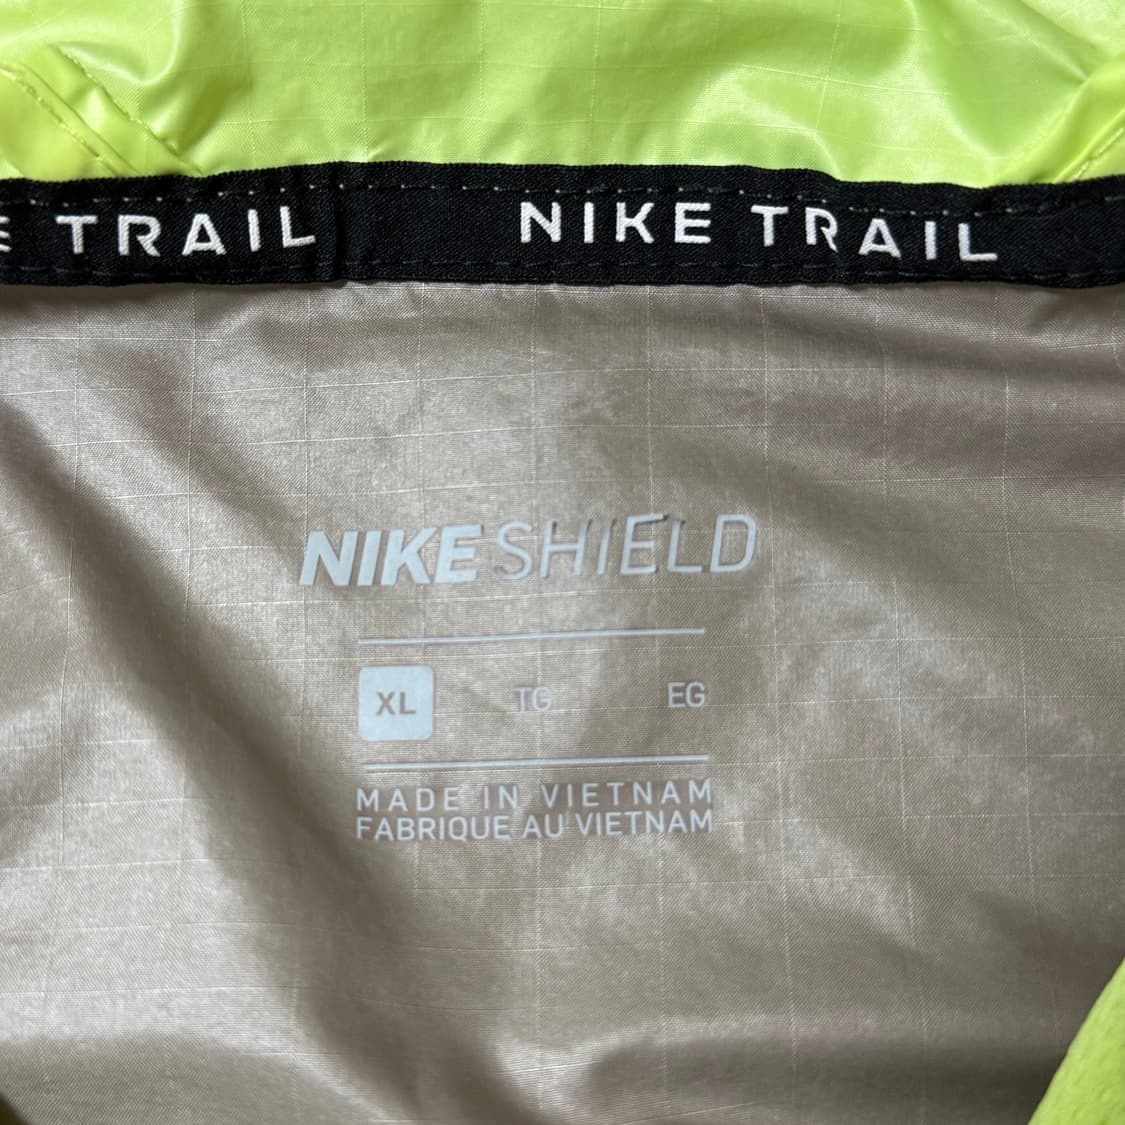 TRAIL NIKE TRAIL
NIKE SHIELD
XL TG EG
MADE IN VIETNAM
FABRIQUE AU VIETNAM